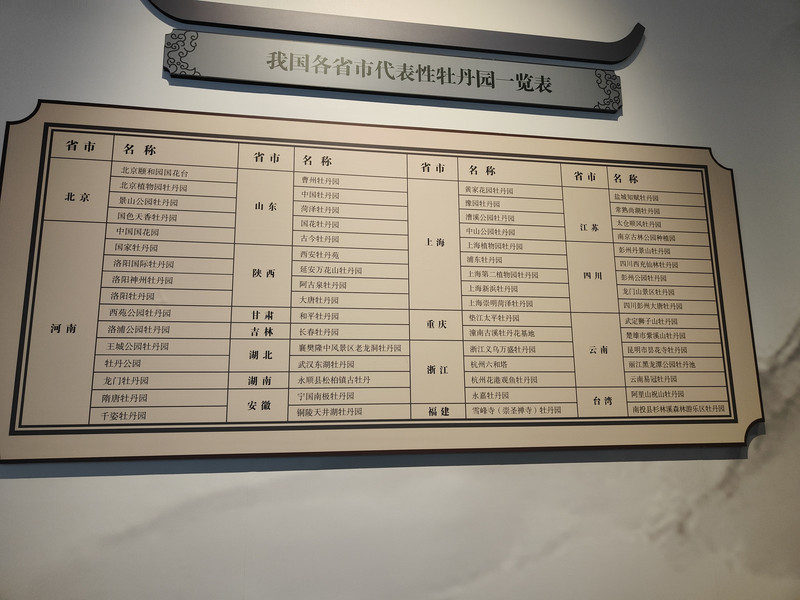 我国各省市代表性牡丹园一览表
省市 名称
北京
北京颐和园国花台
北京植物园牡丹园
景山公园牡丹园
国色天香牡丹园
河南
中国国花园
国家牡丹园
洛阳国际牡丹园
洛阳神州牡丹园
洛阳牡丹园
西苑公园牡丹园
洛浦公园牡丹园
王城公园牡丹园
牡丹公园
龙门牡丹园
隋唐牡丹园
千姿牡丹园
省市 名称
山东
曹州牡丹园
中国牡丹园
菏泽牡丹园
国花牡丹园
古今牡丹园
陕西
西安牡丹苑
延安万花山牡丹园
阿古泉牡丹园
大唐牡丹园
甘肃
和平牡丹园
吉林
长春牡丹园
湖北
襄樊隆中风景区老龙洞牡丹园
武汉东湖牡丹园
湖南
永顺县松柏镇古牡丹
安徽
宁国南极牡丹园
铜陵天井湖牡丹园
省市 名称
上海
黄家花园牡丹园
豫园牡丹园
漕溪公园牡丹园
中山公园牡丹园
上海植物园牡丹园
浦东牡丹园
上海第二植物园牡丹园
上海新浜牡丹园
上海崇明菏泽牡丹园
重庆
垫江太平牡丹园
潼南古溪牡丹花基地
浙江
浙江义乌万盛牡丹园
杭州六和塔
杭州花港观鱼牡丹园
永嘉牡丹园
福建
雪峰寺（崇圣禅寺）牡丹园
省市 名称
江苏
盐城知赋牡丹园
常熟尚湖牡丹园
太仓顺风牡丹园
南京古林公园种植园
四川
彭州丹景山牡丹园
四川西充仙林牡丹园
彭州公园牡丹园
龙门山景区牡丹园
四川彭州大唐牡丹园
云南
武定狮子山牡丹园
楚雄市紫溪山牡丹园
昆明市昙花寺牡丹园
丽江黑龙潭公园牡丹池
云南易冠牡丹园
台湾
阿里山祝山牡丹园
南投县杉林溪森林游乐区牡丹园